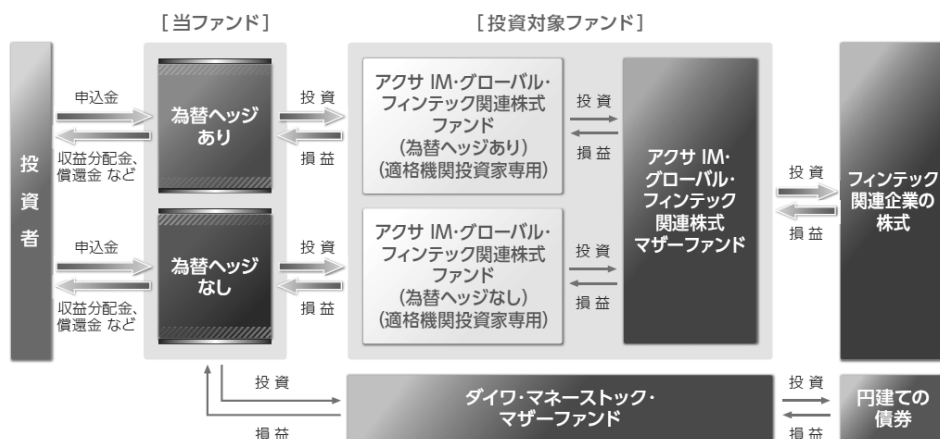 [当ファンド]
[投資対象ファンド]
投資者
申込金
収益分配金、
償還金 など
為替ヘッジ
あり
投 資
損 益
アクサ IM・グローバル・
フィンテック関連株式
ファンド
(為替ヘッジあり)
(適格機関投資家専用)
投 資
損 益
申込金
収益分配金、
償還金 など
為替ヘッジ
なし
投 資
損 益
アクサ IM・グローバル・
フィンテック関連株式
ファンド
(為替ヘッジなし)
(適格機関投資家専用)
投 資
損 益
アクサ IM・
グローバル・
フィンテック
関連株式
マザーファンド
投 資
損 益
フィンテック
関連企業の
株式
投 資
損 益
ダイワ・マネーストック・
マザーファンド
投 資
損 益
円建ての
債券